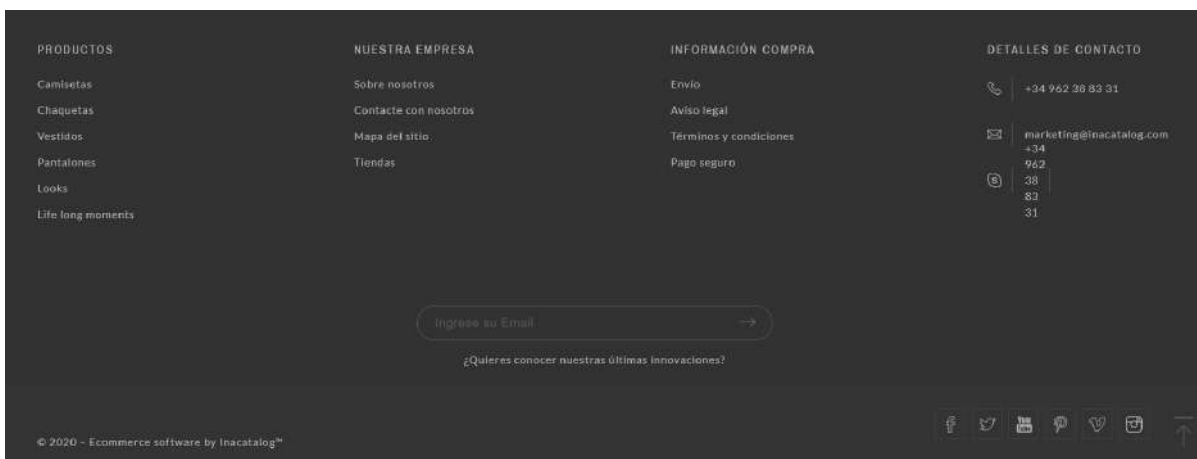 PRODUCTOS
Camisetas
Chaquetas
Vestidos
Pantalones
Looks
Life long moments
NUESTRA EMPRESA
Sobre nosotros
Contacte con nosotros
Mapa del sitio
Tiendas
INFORMACIÓN COMPRA
Envío
Aviso legal
Términos y condiciones
Pago seguro
DETALLES DE CONTACTO
+34 962 38 83 31
marketing@inacatalog.com
+34
962
38
83
31
Ingrese su Email
¿Quieres conocer nuestras últimas innovaciones?
© 2020 – Ecommerce software by Inacatalog™